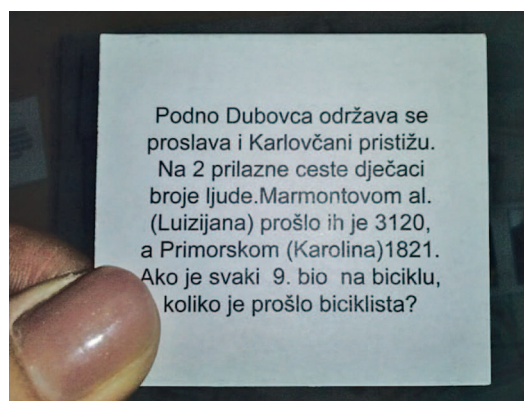 Podno Dubovca održava se
proslava i Karlovčani pristižu.
Na 2 prilazne ceste dječaci
broje ljude.Marmontovom al.
(Luizijana) prošlo ih je 3120,
a Primorskom (Karolina)1821.
Ako je svaki  9. bio  na biciklu,
koliko je prošlo biciklista?